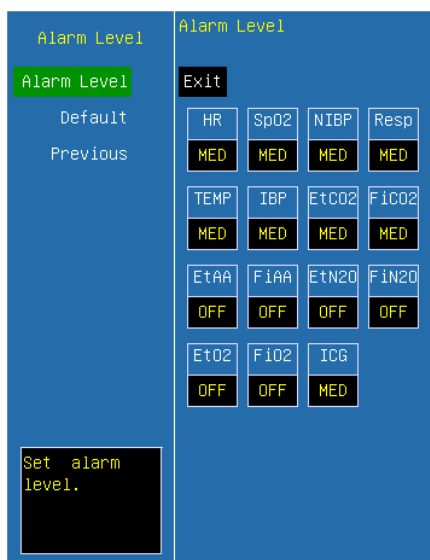 Alarm Level
Alarm Level
Default
Previous
Set alarm
level.
Alarm Level
Exit
HR SpO2 NIBP Resp
MED MED MED MED
TEMP IBP EtCO2 FiCO2
MED MED MED MED
EtAA FiAA EtN2O FiN2O
OFF OFF OFF OFF
EtO2 FiO2 ICG
OFF OFF MED